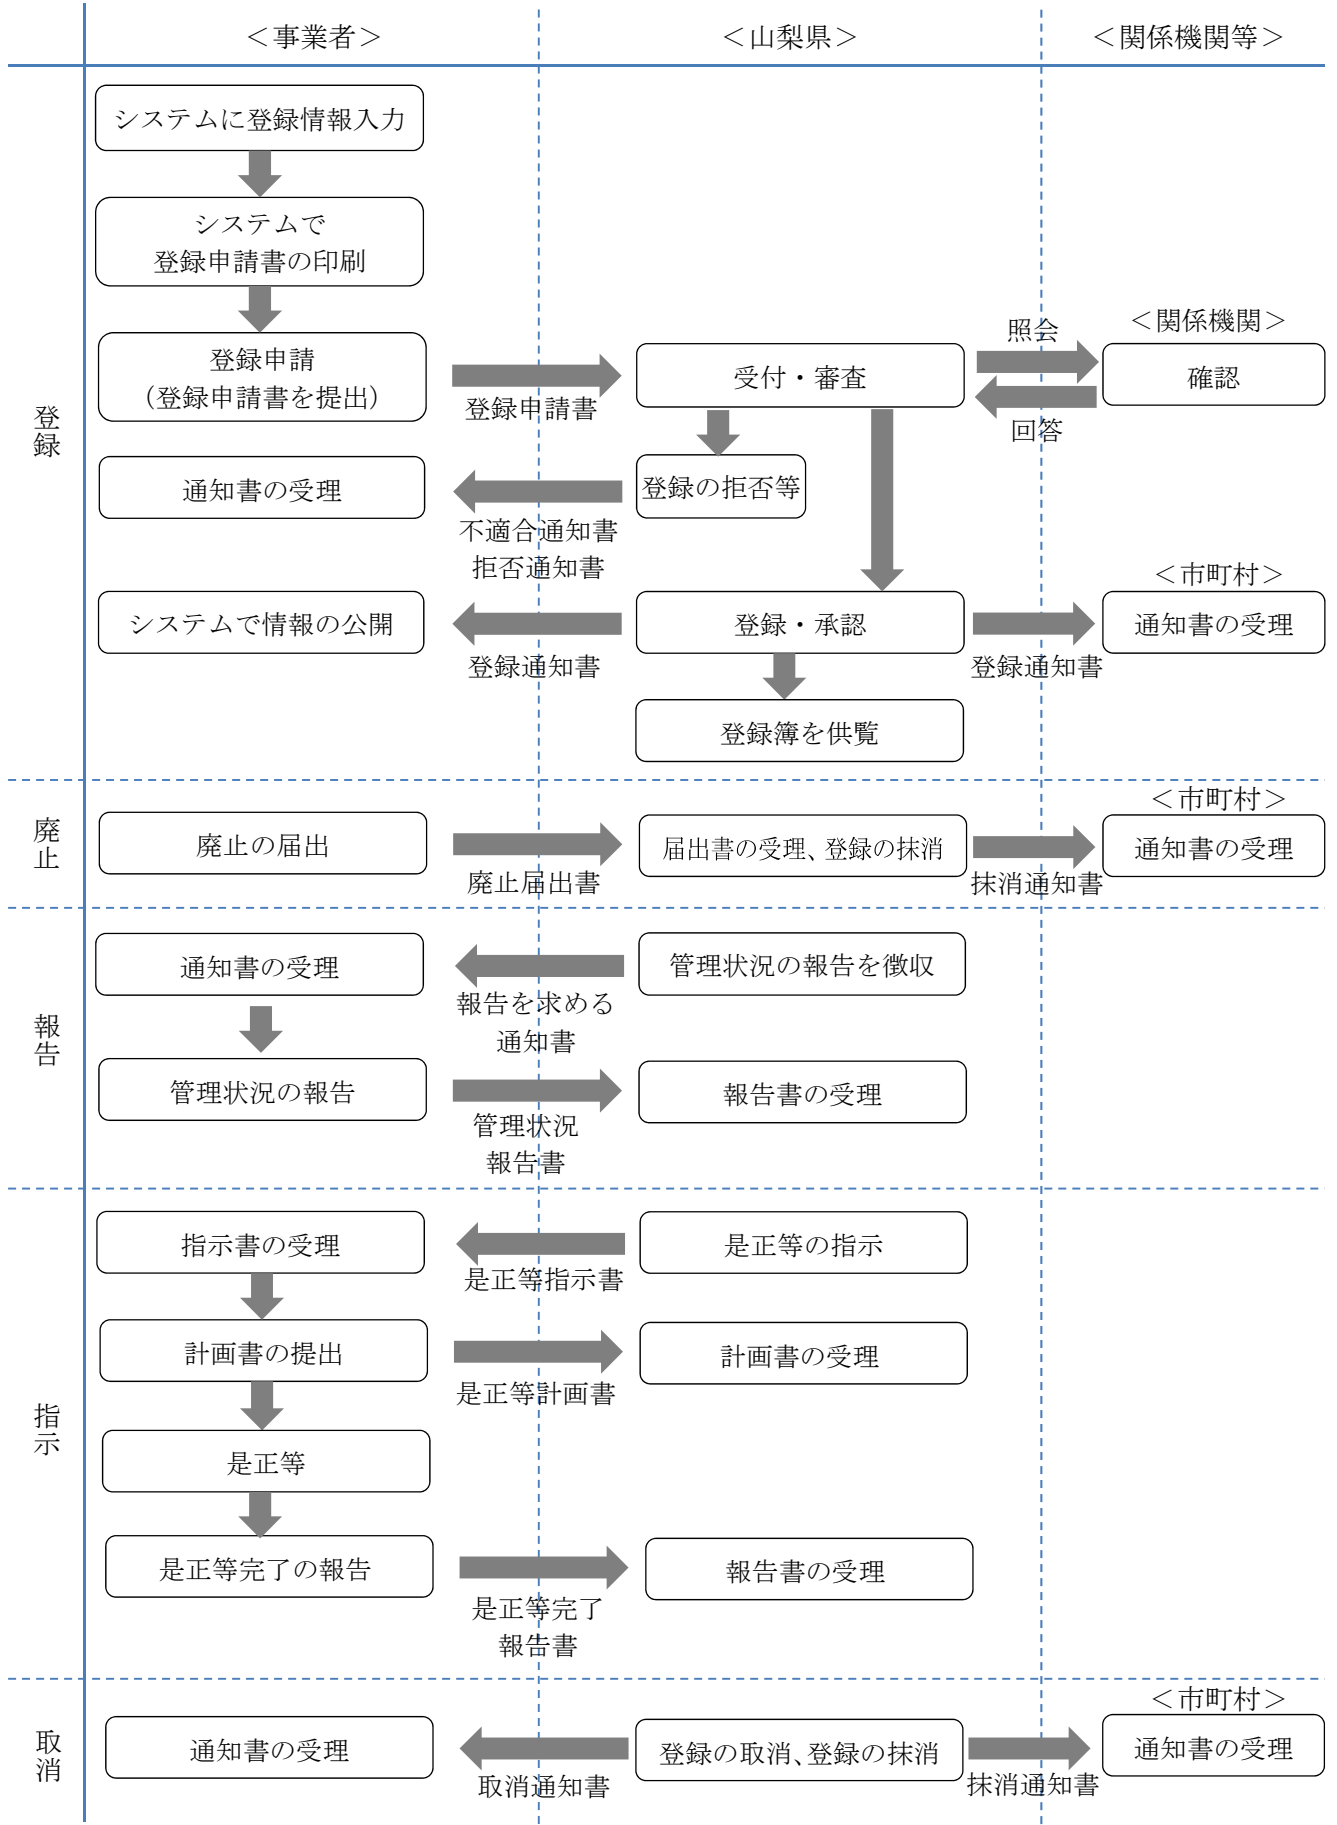 ＜事業者＞
＜山梨県＞
＜関係機関等＞
登録
システムに登録情報入力
システムで
登録申請書の印刷
登録申請
（登録申請書を提出）
登録申請書
受付・審査
照会
回答
＜関係機関＞
確認
登録の拒否等
不適合通知書
拒否通知書
通知書の受理
登録・承認
登録通知書
システムで情報の公開
登録通知書
＜市町村＞
通知書の受理
登録簿を供覧
廃止
廃止の届出
廃止届出書
届出書の受理、登録の抹消
抹消通知書
＜市町村＞
通知書の受理
報告
通知書の受理
報告を求める
通知書
管理状況の報告を徴収
管理状況の報告
管理状況
報告書
報告書の受理
指示
指示書の受理
是正等指示書
是正等の指示
計画書の提出
是正等計画書
計画書の受理
是正等
是正等完了の報告
是正等完了
報告書
報告書の受理
取消
通知書の受理
取消通知書
登録の取消、登録の抹消
抹消通知書
＜市町村＞
通知書の受理